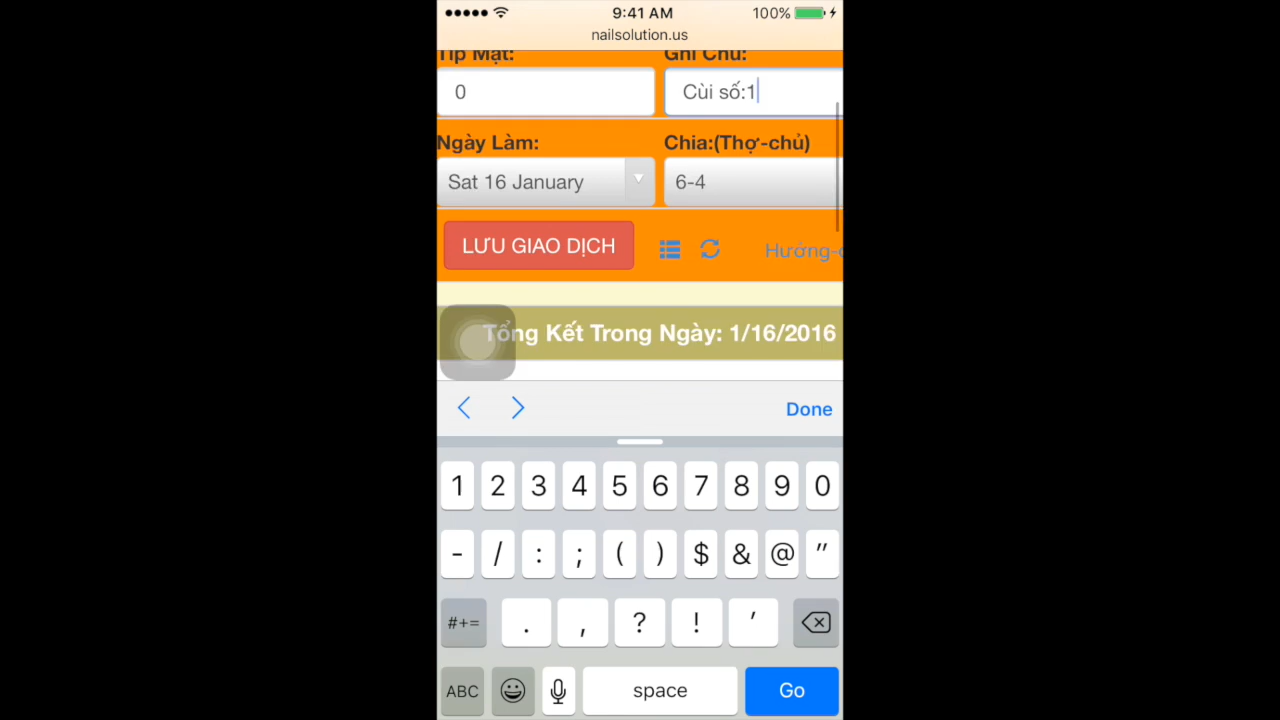 9:41 AM 100%
nailsolution.us
Tip Mặt: Ghi Chú:
0 Cùi số:1
Ngày Làm: Chia:(Thợ-chủ)
Sat 16 January 6-4
LƯU GIAO DỊCH Hướng-
Tổng Kết Trong Ngày: 1/16/2016
Done
1 2 3 4 5 6 7 8 9 0
- / : ; ( ) $ & @ "
#+= . , ? ! '
ABC space Go